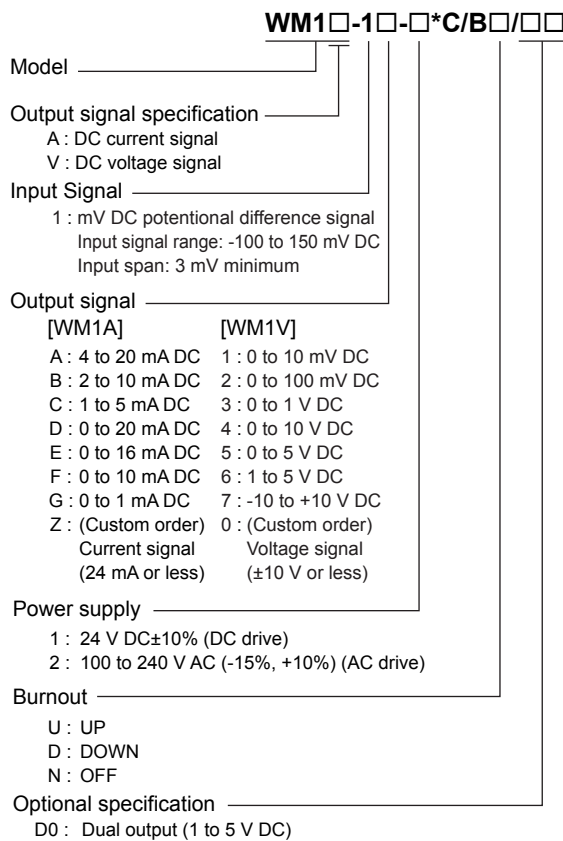 WM1□-1□-□*C/B□/□□
Model
Output signal specification
A : DC current signal
V : DC voltage signal
Input Signal
1 : mV DC potentional difference signal
Input signal range: -100 to 150 mV DC
Input span: 3 mV minimum
Output signal
[WM1A] [WM1V]
A : 4 to 20 mA DC 1 : 0 to 10 mV DC
B : 2 to 10 mA DC 2 : 0 to 100 mV DC
C : 1 to 5 mA DC 3 : 0 to 1 V DC
D : 0 to 20 mA DC 4 : 0 to 10 V DC
E : 0 to 16 mA DC 5 : 0 to 5 V DC
F : 0 to 10 mA DC 6 : 1 to 5 V DC
G : 0 to 1 mA DC 7 : -10 to +10 V DC
Z : (Custom order) 0 : (Custom order)
Current signal Voltage signal
(24 mA or less) (±10 V or less)
Power supply
1 : 24 V DC±10% (DC drive)
2 : 100 to 240 V AC (-15%, +10%) (AC drive)
Burnout
U : UP
D : DOWN
N : OFF
Optional specification
D0 : Dual output (1 to 5 V DC)